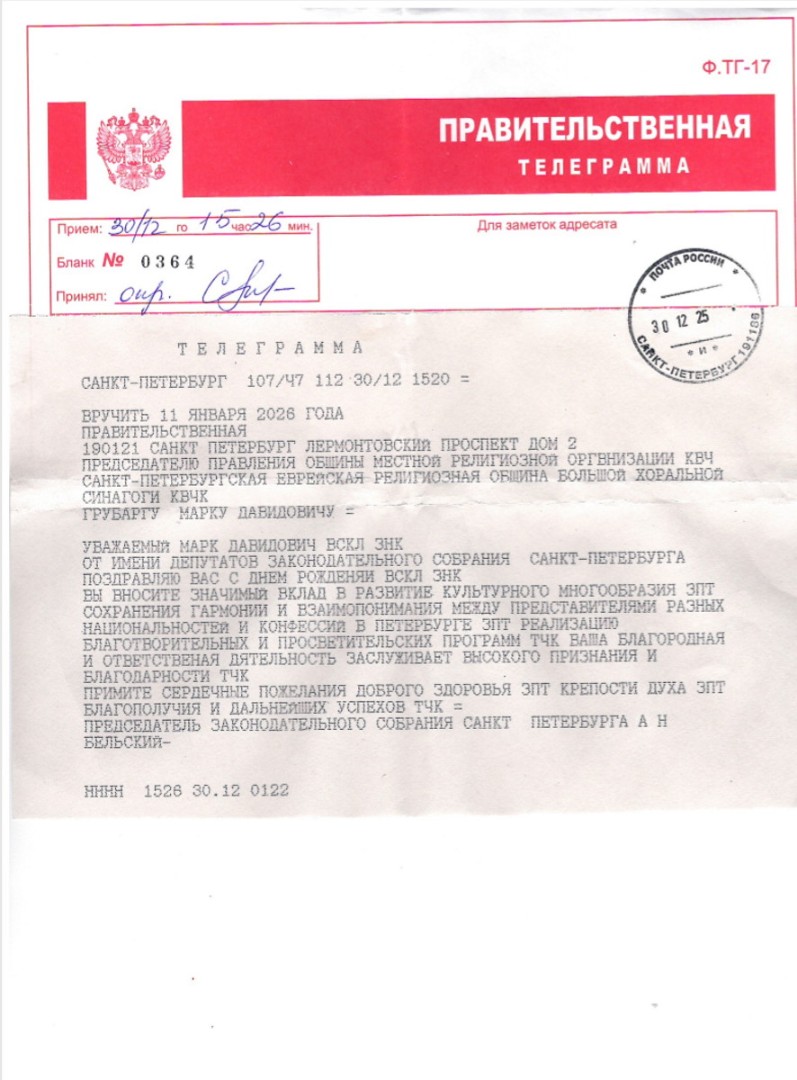 Ф.ТГ-17
ПРАВИТЕЛЬСТВЕННАЯ
ТЕЛЕГРАММА
Прием: 30/12 го 15 час 26 мин.
Для заметок адресата
Бланк № 0364
Принял: опр.
ПОЧТА РОССИИ
30 12 25
* И *
САНКТ-ПЕТЕРБУРГ 191186
ТЕЛЕГРАММА
САНКТ-ПЕТЕРБУРГ 107/Ч7 112 30/12 1520 =
ВРУЧИТЬ 11 ЯНВАРЯ 2026 ГОДА
ПРАВИТЕЛЬСТВЕННАЯ
190121 САНКТ ПЕТЕРБУРГ ЛЕРМОНТОВСКИЙ ПРОСПЕКТ ДОМ 2
ПРЕДСЕДАТЕЛЮ ПРАВЛЕНИЯ ОБЩИНЫ МЕСТНОЙ РЕЛИГИОЗНОЙ ОРГВНИЗАЦИИ КВЧ
САНКТ-ПЕТЕРБУРГСКАЯ ЕВРЕЙСКАЯ РЕЛИГИОЗНАЯ ОБЩИНА БОЛЬШОЙ ХОРАЛЬНОЙ
СИНАГОГИ КВЧК
ГРУБАРГУ МАРКУ ДАВИДОВИЧУ =
УВАЖАЕМЫЙ МАРК ДАВИДОВИЧ ВСКЛ ЗНК
ОТ ИМЕНИ ДЕПУТАТОВ ЗАКОНОДАТЕЛЬНОГО СОБРАНИЯ САНКТ-ПЕТЕРБУРГА
ПОЗДРАВЛЯЮ ВАС С ДНЕМ РОЖДЕНЯИ ВСКЛ ЗНК
ВЫ ВНОСИТЕ ЗНАЧИМЫЙ ВКЛАД В РАЗВИТИЕ КУЛЬТУРНОГО МНОГООБРАЗИЯ ЗПТ
СОХРАНЕНИЯ ГАРМОНИИ И ВЗАИМОПОНИМАНИЯ МЕЖДУ ПРЕДСТАВИТЕЛЯМИ РАЗНЫХ
НАЦИОНАЛЬНОСТЕЙ И КОНФЕССИЙ В ПЕТЕРБУРГЕ ЗПТ РЕАЛИЗАЦИЮ
БЛАГОТВОРИТЕЛЬНЫХ И ПРОСВЕТИТЕЛЬСКИХ ПРОГРАММ ТЧК ВАША БЛАГОРОДНАЯ
И ОТВЕТСТВЕНАЯ ДЯТЕЛЬНОСТЬ ЗАСЛУЖИВАЕТ ВЫСОКОГО ПРИЗНАНИЯ И
БЛАГОДАРНОСТИ ТЧК
ПРИМИТЕ СЕРДЕЧНЫЕ ПОЖЕЛАНИЯ ДОБРОГО ЗДОРОВЬЯ ЗПТ КРЕПОСТИ ДУХА ЗПТ
БЛАГОПОЛУЧИЯ И ДАЛЬНЕЙШИХ УСПЕХОВ ТЧК =
ПРЕДСЕДАТЕЛЬ ЗАКОНОДАТЕЛЬНОГО СОБРАНИЯ САНКТ ПЕТЕРБУРГА А Н
БЕЛЬСКИЙ-
НННН 1526 30.12 0122